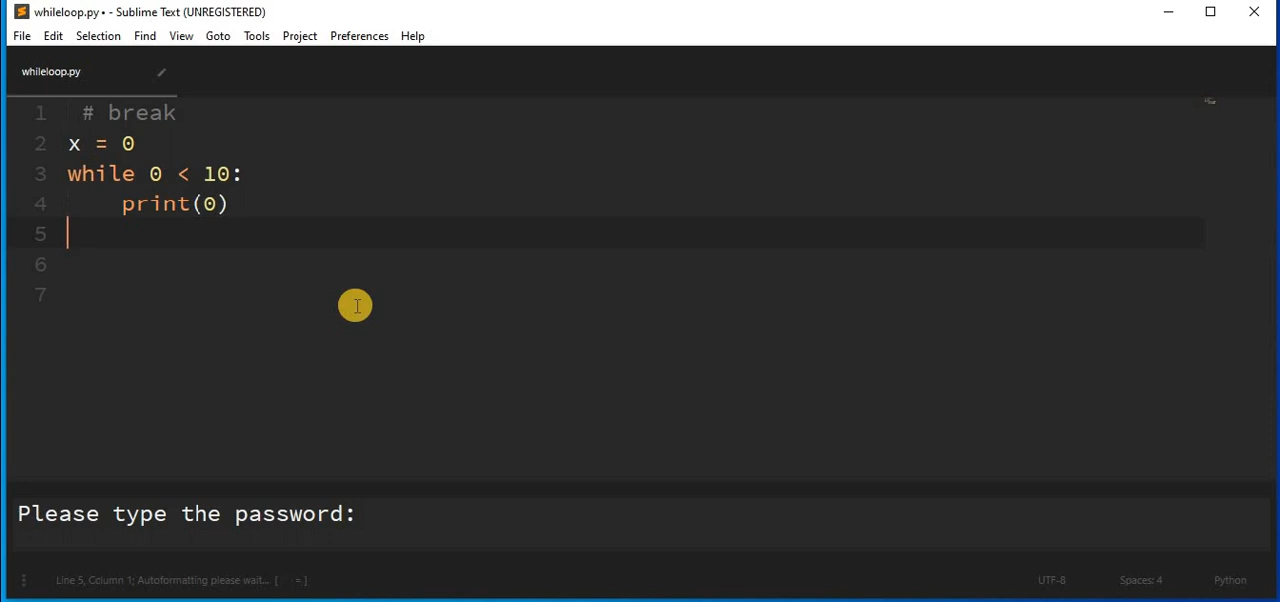 whileloop.py • - Sublime Text (UNREGISTERED)
File Edit Selection Find View Goto Tools Project Preferences Help
whileloop.py
1 # break
2 x = 0
3 while 0 < 10:
4     print(0)
5
6
7
Please type the password:
Line 5, Column 1; Autoformatting please wait... [ = ] UTF-8 Spaces: 4 Python